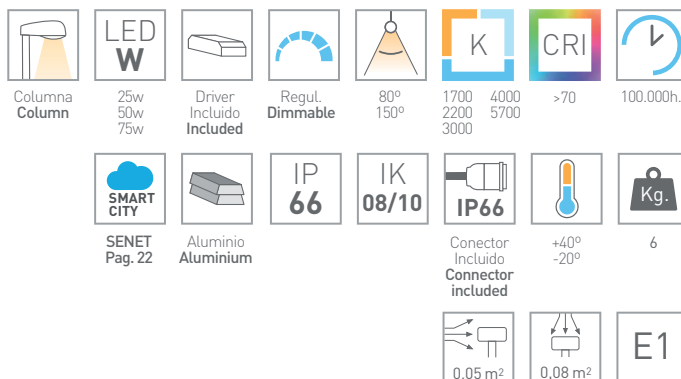 LED
W
K
CRI
Columna
Column
25w
50w
75w
Driver
Incluido
Included
Regul.
Dimmable
80º
150º
1700 4000
2200 5700
3000
>70
100.000h.
SMART
CITY
IP
66
IK
08/10
IP66
Kg.
SENET
Pag. 22
Aluminio
Aluminium
Conector
Incluido
Connector
included
+40º
-20º
6
0,05 m²
0,08 m²
E1